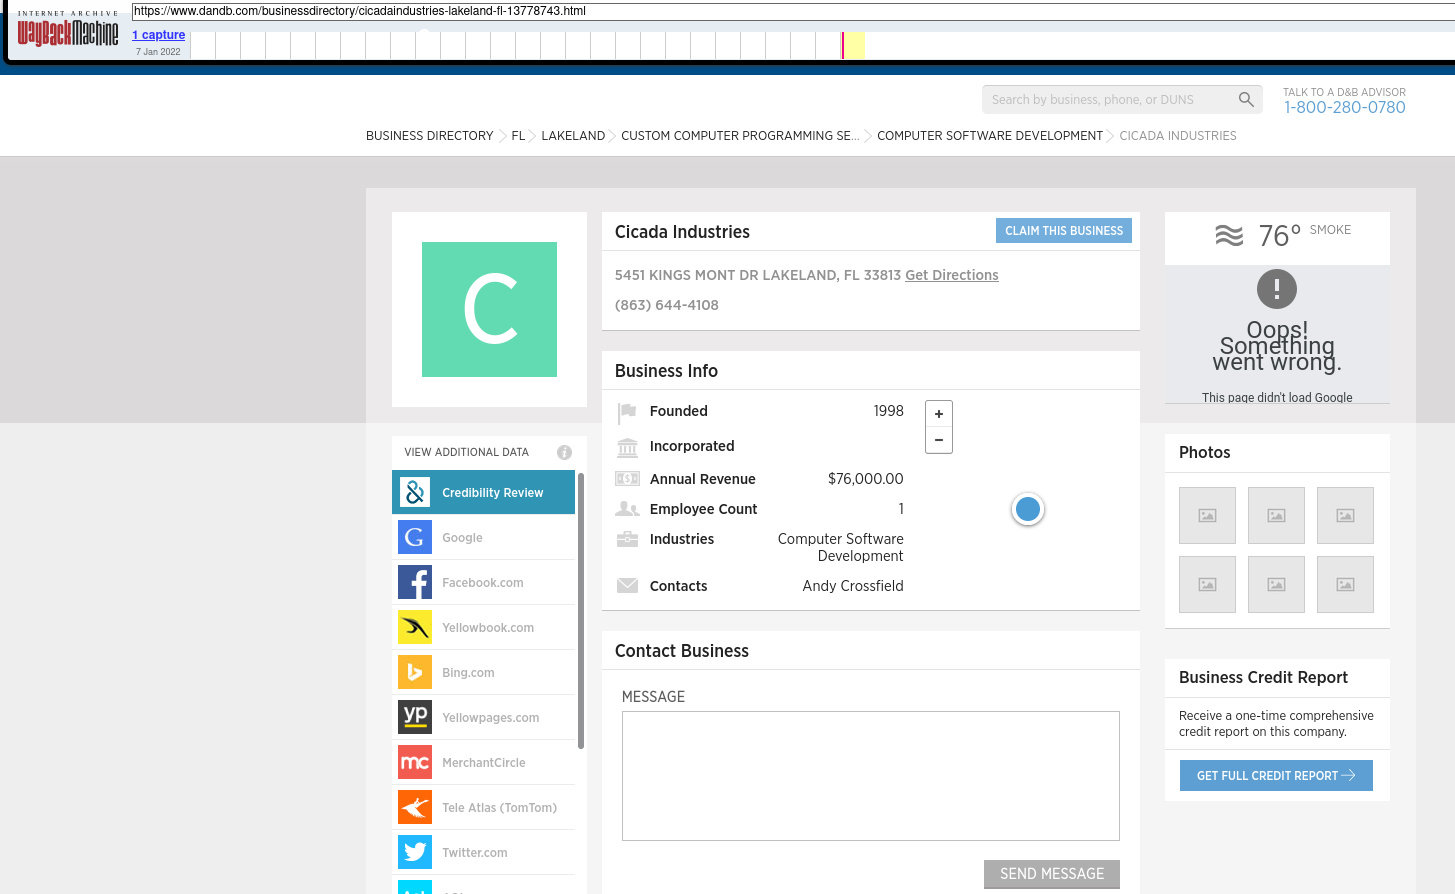 INTERNET ARCHIVE
WayBackMachine
https://www.dandb.com/businessdirectory/cicadaindustries-lakeland-fl-13778743.html
1 capture
7 Jan 2022
Search by business, phone, or DUNS
TALK TO A D&B ADVISOR
1-800-280-0780
BUSINESS DIRECTORY FL LAKELAND CUSTOM COMPUTER PROGRAMMING SE... COMPUTER SOFTWARE DEVELOPMENT CICADA INDUSTRIES
C
Cicada Industries
CLAIM THIS BUSINESS
5451 KINGS MONT DR LAKELAND, FL 33813 Get Directions
(863) 644-4108
76° SMOKE
!
Oops!
Something
went wrong.
This page didn't load Google
Business Info
Founded 1998
Incorporated
Annual Revenue $76,000.00
Employee Count 1
Industries Computer Software
Development
Contacts Andy Crossfield
+
−
VIEW ADDITIONAL DATA i
Credibility Review
G Google
f Facebook.com
Yellowbook.com
b Bing.com
yp Yellowpages.com
mc MerchantCircle
Tele Atlas (TomTom)
Twitter.com
Photos
Contact Business
MESSAGE
SEND MESSAGE
Business Credit Report
Receive a one-time comprehensive
credit report on this company.
GET FULL CREDIT REPORT